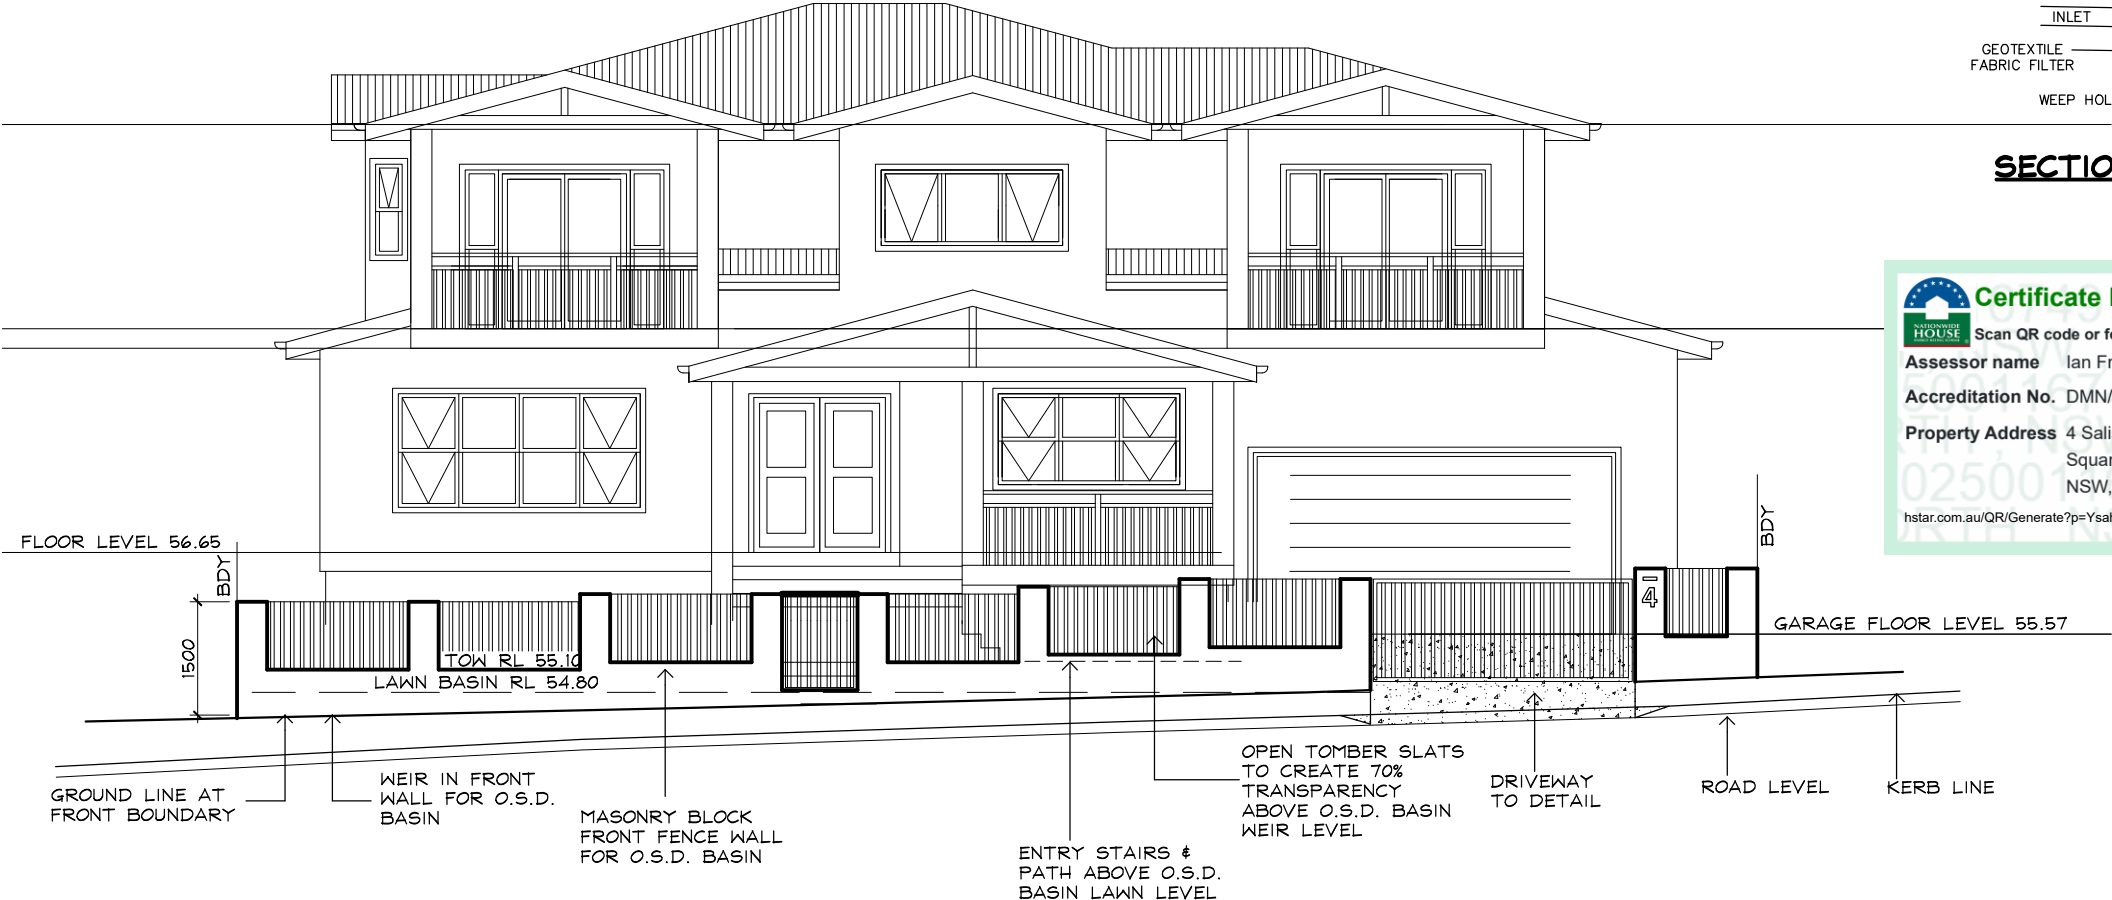 INLET
GEOTEXTILE
FABRIC FILTER
WEEP HOL
SECTIO
Certificate
NATIONWIDE
HOUSE
Scan QR code or f
Assessor name Ian Fr
Accreditation No. DMN/
Property Address 4 Sali
Squar
NSW,
hstar.com.au/QR/Generate?p=Ysa
FLOOR LEVEL 56.65
BDY
BDY
1500
4
GARAGE FLOOR LEVEL 55.57
TOW RL 55.10
LAWN BASIN RL 54.80
GROUND LINE AT
FRONT BOUNDARY
WEIR IN FRONT
WALL FOR O.S.D.
BASIN
MASONRY BLOCK
FRONT FENCE WALL
FOR O.S.D. BASIN
ENTRY STAIRS &
PATH ABOVE O.S.D.
BASIN LAWN LEVEL
OPEN TOMBER SLATS
TO CREATE 70%
TRANSPARENCY
ABOVE O.S.D. BASIN
WEIR LEVEL
DRIVEWAY
TO DETAIL
ROAD LEVEL
KERB LINE